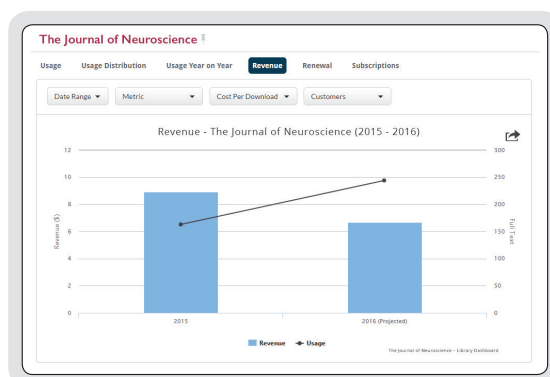 The Journal of Neuroscience
Usage Usage Distribution Usage Year on Year Revenue Renewal Subscriptions
Date Range Metric Cost Per Download Customers
Revenue - The Journal of Neuroscience (2015 - 2016)
12 300
10 250
8 200
6 150
4 100
2 50
0 0
Revenue ($)
Full Text
2015 2016 (Projected)
Revenue Usage
The Journal of Neuroscience - Library Dashboard